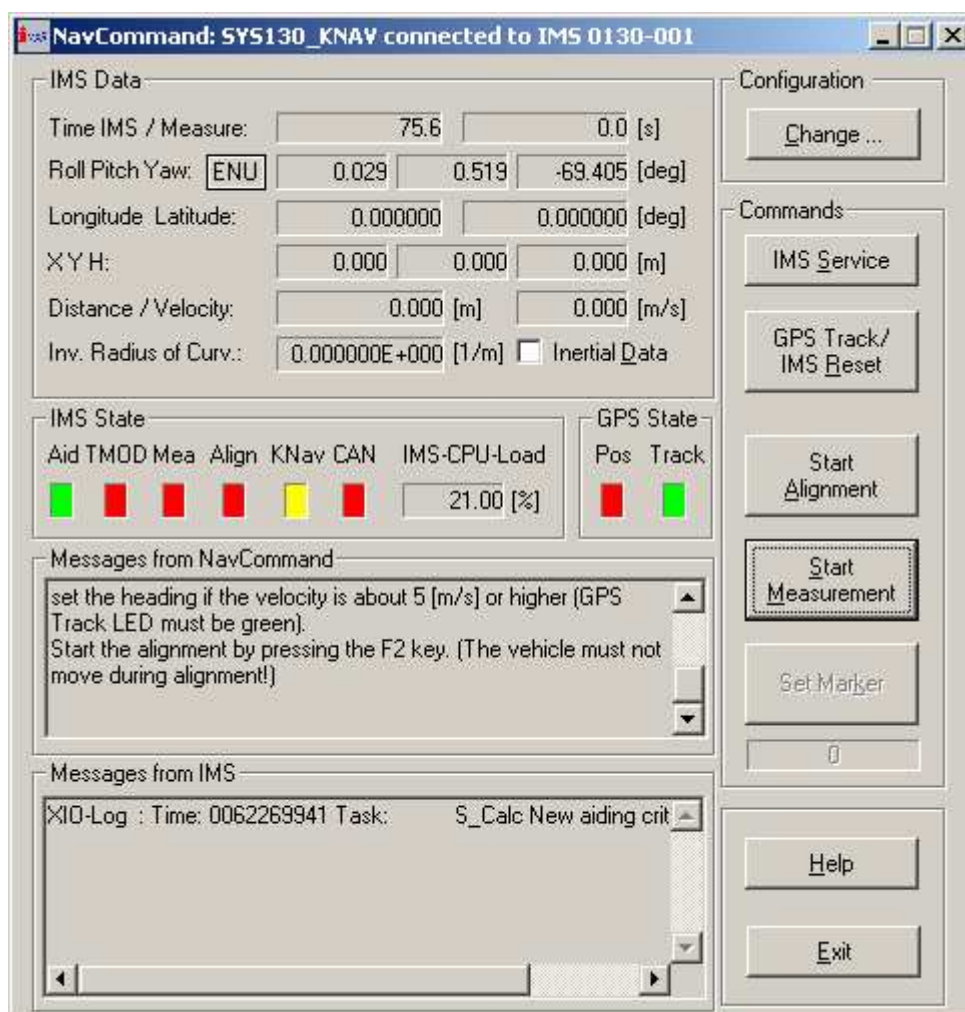 NavCommand: SYS130_KNAV connected to IMS 0130-001
IMS Data
Time IMS / Measure: 75.6 0.0 [s]
Roll Pitch Yaw: ENU 0.029 0.519 -69.405 [deg]
Longitude Latitude: 0.000000 0.000000 [deg]
X Y H: 0.000 0.000 0.000 [m]
Distance / Velocity: 0.000 [m] 0.000 [m/s]
Inv. Radius of Curv.: 0.000000E+000 [1/m] Inertial Data
IMS State
Aid TMOD Mea Align KNav CAN IMS-CPU-Load
21.00 [%]
GPS State
Pos Track
Messages from NavCommand
set the heading if the velocity is about 5 [m/s] or higher (GPS
Track LED must be green).
Start the alignment by pressing the F2 key. (The vehicle must not
move during alignment!)
Messages from IMS
XIO-Log : Time: 0062269941 Task: S_Calc New aiding crit
Configuration
Change ...
Commands
IMS Service
GPS Track/
IMS Reset
Start
Alignment
Start
Measurement
Set Marker
0
Help
Exit